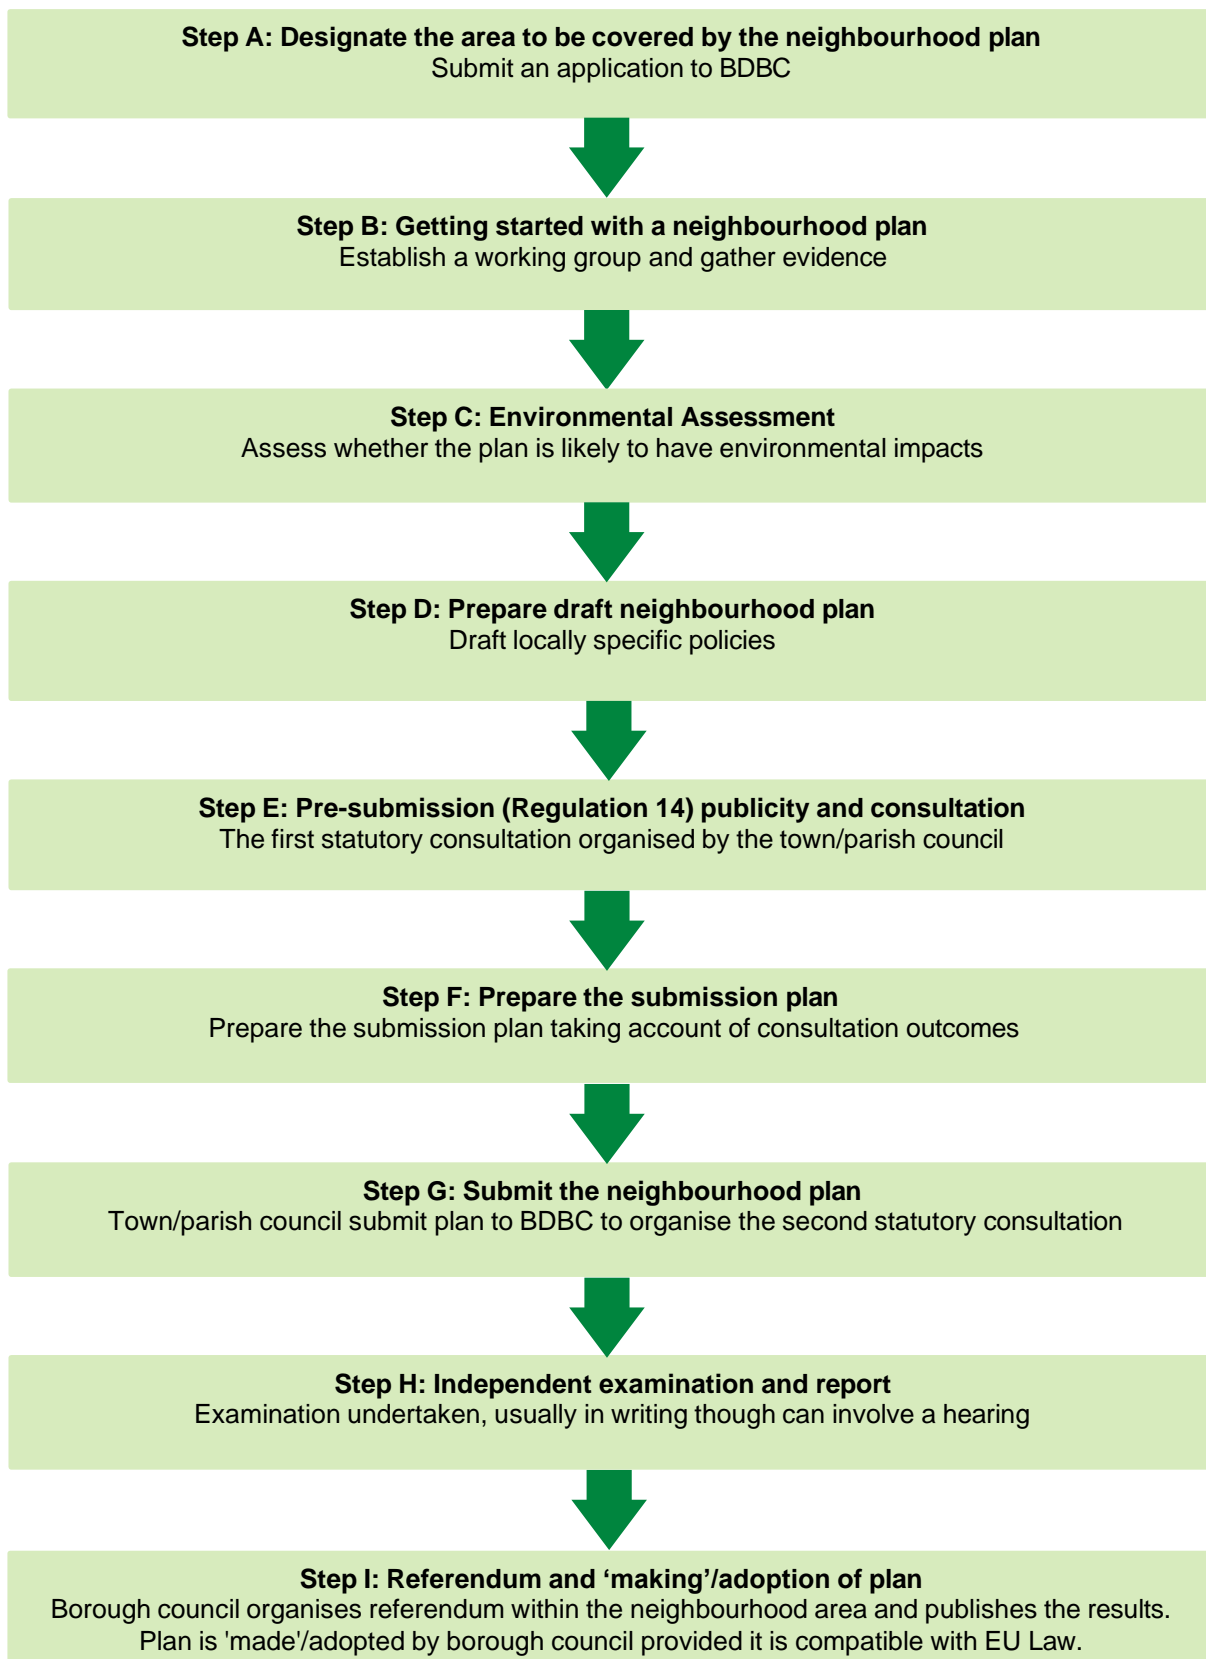 Step A: Designate the area to be covered by the neighbourhood plan
Submit an application to BDBC
Step B: Getting started with a neighbourhood plan
Establish a working group and gather evidence
Step C: Environmental Assessment
Assess whether the plan is likely to have environmental impacts
Step D: Prepare draft neighbourhood plan
Draft locally specific policies
Step E: Pre-submission (Regulation 14) publicity and consultation
The first statutory consultation organised by the town/parish council
Step F: Prepare the submission plan
Prepare the submission plan taking account of consultation outcomes
Step G: Submit the neighbourhood plan
Town/parish council submit plan to BDBC to organise the second statutory consultation
Step H: Independent examination and report
Examination undertaken, usually in writing though can involve a hearing
Step I: Referendum and ‘making’/adoption of plan
Borough council organises referendum within the neighbourhood area and publishes the results.
Plan is 'made'/adopted by borough council provided it is compatible with EU Law.